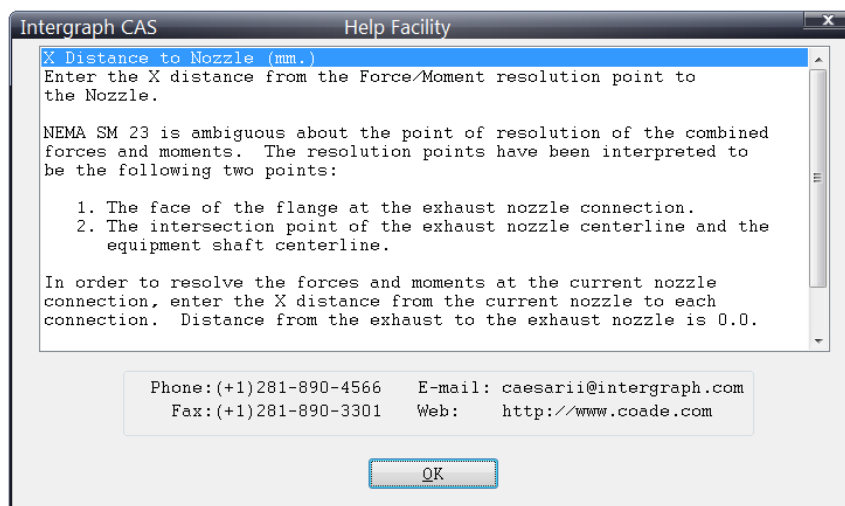 Intergraph CAS Help Facility x
X Distance to Nozzle (mm.)
Enter the X distance from the Force/Moment resolution point to
the Nozzle.
NEMA SM 23 is ambiguous about the point of resolution of the combined
forces and moments. The resolution points have been interpreted to
be the following two points:
1. The face of the flange at the exhaust nozzle connection.
2. The intersection point of the exhaust nozzle centerline and the
equipment shaft centerline.
In order to resolve the forces and moments at the current nozzle
connection, enter the X distance from the current nozzle to each
connection. Distance from the exhaust to the exhaust nozzle is 0.0.
Phone:(+1)281-890-4566 E-mail: caesarii@intergraph.com
Fax:(+1)281-890-3301 Web: http://www.coade.com
OK